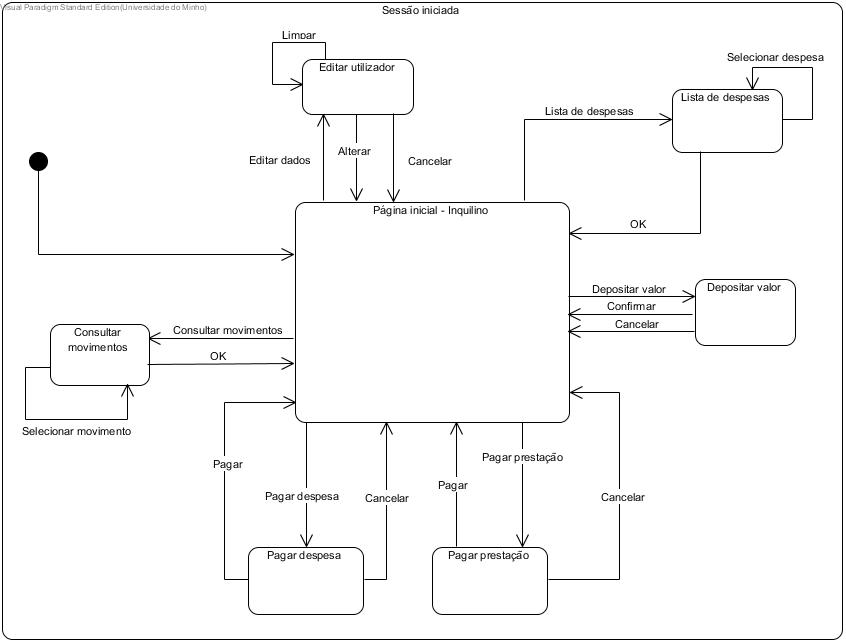 Visual Paradigm Standard Edition(Universidade do Minho)
Sessão iniciada
Limpar
Editar utilizador
Selecionar despesa
Lista de despesas
Lista de despesas
Editar dados
Alterar
Cancelar
Página inicial - Inquilino
OK
Depositar valor
Depositar valor
Confirmar
Cancelar
Consultar
movimentos
Consultar movimentos
OK
Selecionar movimento
Pagar
Pagar despesa
Cancelar
Pagar
Pagar prestação
Cancelar
Pagar despesa
Pagar prestação